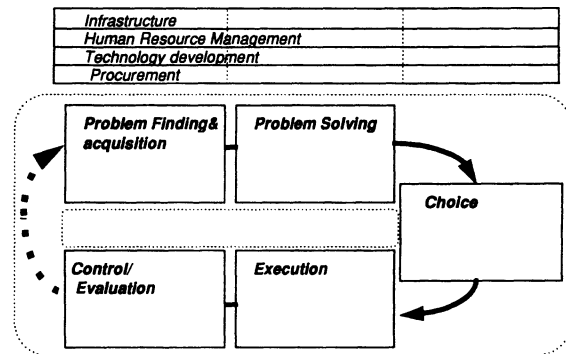 Infrastructure
Human Resource Management
Technology development
Procurement
Problem Finding&
acquisition
Problem Solving
Choice
Control/
Evaluation
Execution